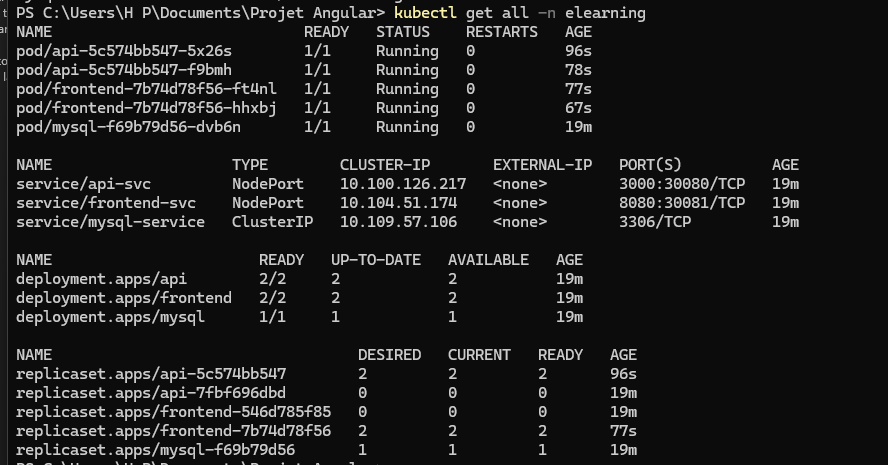 PS C:\Users\H P\Documents\Projet Angular> kubectl get all -n elearning
NAME READY STATUS RESTARTS AGE
pod/api-5c574bb547-5x26s 1/1 Running 0 96s
pod/api-5c574bb547-f9bmh 1/1 Running 0 78s
pod/frontend-7b74d78f56-ft4nl 1/1 Running 0 77s
pod/frontend-7b74d78f56-hhxbj 1/1 Running 0 67s
pod/mysql-f69b79d56-dvb6n 1/1 Running 0 19m
NAME TYPE CLUSTER-IP EXTERNAL-IP PORT(S) AGE
service/api-svc NodePort 10.100.126.217 <none> 3000:30080/TCP 19m
service/frontend-svc NodePort 10.104.51.174 <none> 8080:30081/TCP 19m
service/mysql-service ClusterIP 10.109.57.106 <none> 3306/TCP 19m
NAME READY UP-TO-DATE AVAILABLE AGE
deployment.apps/api 2/2 2 2 19m
deployment.apps/frontend 2/2 2 2 19m
deployment.apps/mysql 1/1 1 1 19m
NAME DESIRED CURRENT READY AGE
replicaset.apps/api-5c574bb547 2 2 2 96s
replicaset.apps/api-7fbf696dbd 0 0 0 19m
replicaset.apps/frontend-546d785f85 0 0 0 19m
replicaset.apps/frontend-7b74d78f56 2 2 2 77s
replicaset.apps/mysql-f69b79d56 1 1 1 19m